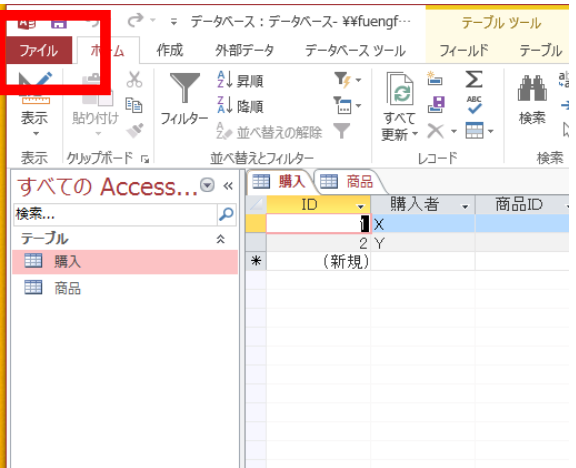 データベース : データベース- ¥¥fuengf…
テーブル ツール
ファイル ホーム 作成 外部データ データベース ツール フィールド テーブル
表示 貼り付け フィルター 昇順 降順 並べ替えの解除 すべて更新 検索
表示 クリップボード 並べ替えとフィルター レコード 検索
すべての Access... «
購入 商品
検索...
ID 購入者 商品ID
テーブル
1 X
2 Y
購入
(新規)
商品